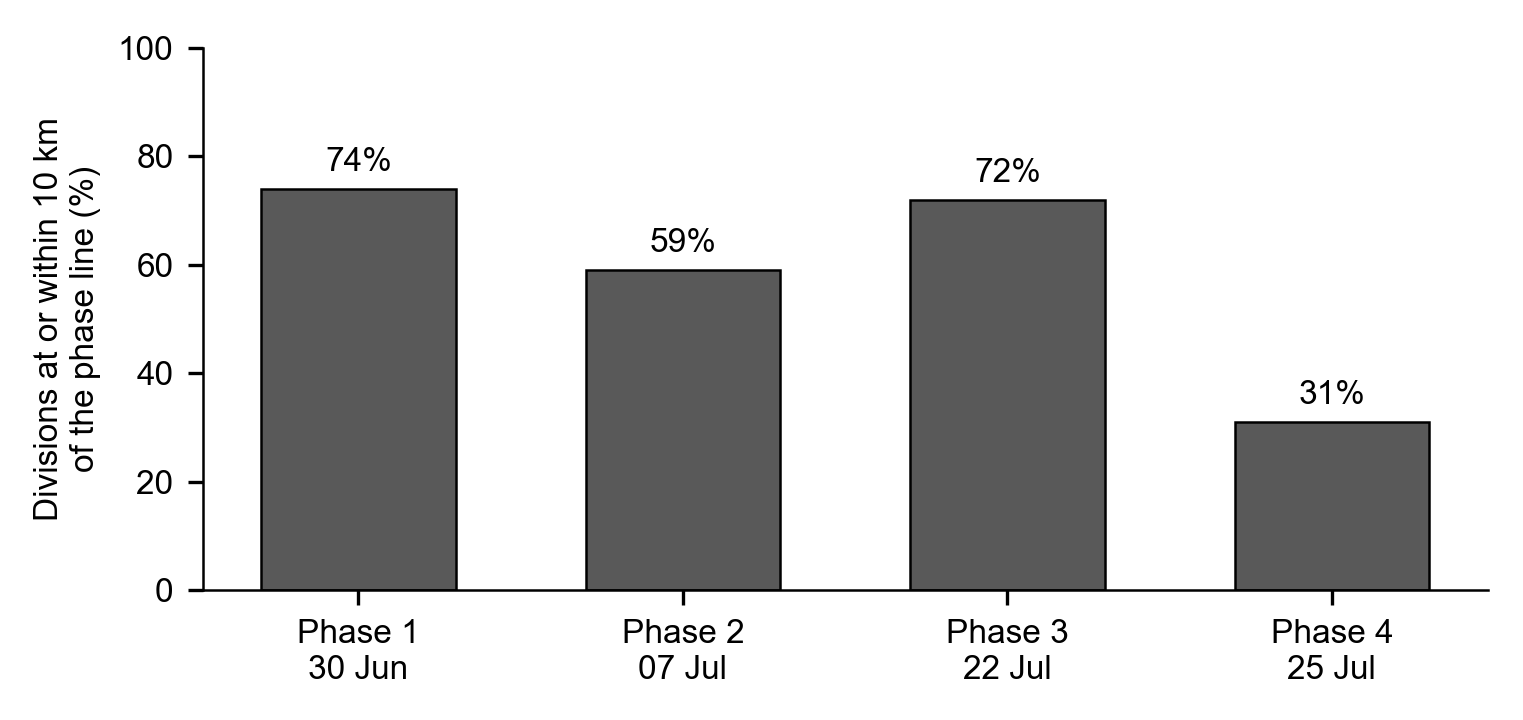 Divisions at or within 10 km
of the phase line (%)
100
80
60
40
20
0
74%
59%
72%
31%
Phase 1
30 Jun
Phase 2
07 Jul
Phase 3
22 Jul
Phase 4
25 Jul